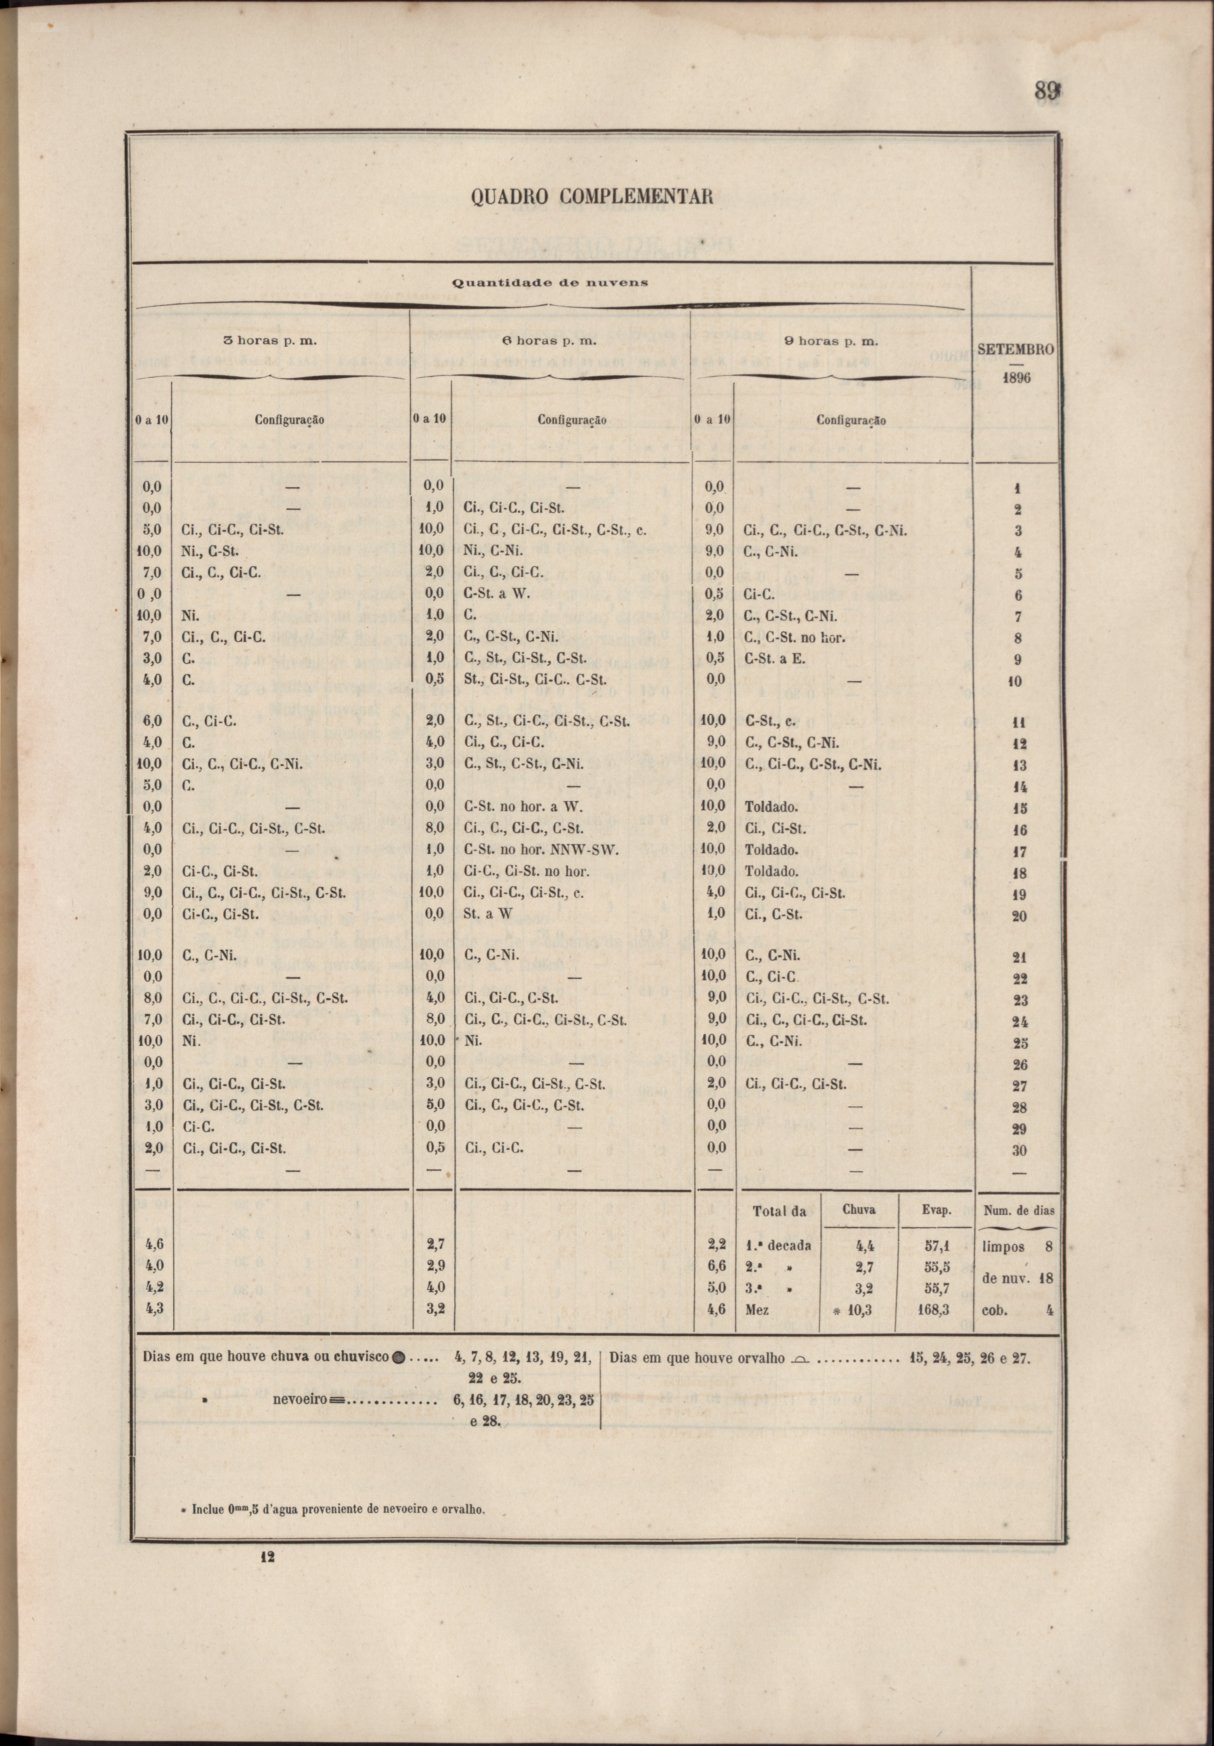 89
QUADRO COMPLEMENTAR
Quantidade de nuvens
3 horas p. m. 6 horas p. m. 9 horas p. m. SETEMBRO
1896
0 a 10 Configuração 0 a 10 Configuração 0 a 10 Configuração
0,0 — 0,0 — 0,0 — 1
0,0 — 1,0 Ci., Ci-C., Ci-St. 0,0 — 2
5,0 Ci., Ci-C., Ci-St. 10,0 Ci., C , Ci-C., Ci-St., C-St., c. 9,0 Ci., C., Ci-C., C-St., C-Ni. 3
10,0 Ni., C-St. 10,0 Ni., C-Ni. 9,0 C., C-Ni. 4
7,0 Ci., C., Ci-C. 2,0 Ci., C., Ci-C. 0,0 — 5
0 ,0 — 0,0 C-St. a W. 0,5 Ci-C. 6
10,0 Ni. 1,0 C. 2,0 C., C-St., C-Ni. 7
7,0 Ci., C., Ci-C. 2,0 C., C-St., C-Ni. 1,0 C., C-St. no hor. 8
3,0 C. 1,0 C., St., Ci-St., C-St. 0,5 C-St. a E. 9
4,0 C. 0,5 St., Ci-St., Ci-C.. C-St. 0,0 — 10
6,0 C., Ci-C. 2,0 C., St., Ci-C., Ci-St., C-St. 10,0 C-St., c. 11
4,0 C. 4,0 Ci., C., Ci-C. 9,0 C., C-St., C-Ni. 12
10,0 Ci., C., Ci-C., C-Ni. 3,0 C., St., C-St., C-Ni. 10,0 C., Ci-C., C-St., C-Ni. 13
5,0 C. 0,0 — 0,0 — 14
0,0 — 0,0 C-St. no hor. a W. 10,0 Toldado. 15
4,0 Ci., Ci-C., Ci-St., C-St. 8,0 Ci., C., Ci-C., C-St. 2,0 Ci., Ci-St. 16
0,0 — 1,0 C-St. no hor. NNW-SW. 10,0 Toldado. 17
2,0 Ci-C., Ci-St. 1,0 Ci-C., Ci-St. no hor. 10,0 Toldado. 18
9,0 Ci., C., Ci-C., Ci-St., C-St. 10,0 Ci., Ci-C., Ci-St., c. 4,0 Ci., Ci-C., Ci-St. 19
0,0 Ci-C., Ci-St. 0,0 St. a W 1,0 Ci., C-St. 20
10,0 C., C-Ni. 10,0 C., C-Ni. 10,0 C., C-Ni. 21
0,0 — 0,0 — 10,0 C., Ci-C 22
8,0 Ci., C., Ci-C., Ci-St., C-St. 4,0 Ci., Ci-C., C-St. 9,0 Ci., Ci-C., Ci-St., C-St. 23
7,0 Ci., Ci-C., Ci-St. 8,0 Ci., C., Ci-C., Ci-St., C-St. 9,0 Ci., C., Ci-C., Ci-St. 24
10,0 Ni. 10.0 Ni. 10,0 C., C-Ni. 25
0,0 — 0,0 — 0,0 — 26
1,0 Ci., Ci-C., Ci-St. 3,0 Ci., Ci-C., Ci-St., C-St. 2,0 Ci., Ci-C., Ci-St. 27
3,0 Ci., Ci-C., Ci-St., C-St. 5,0 Ci., C., Ci-C., C-St. 0,0 — 28
1,0 Ci-C. 0,0 — 0,0 — 29
2,0 Ci., Ci-C., Ci-St. 0,5 Ci., Ci-C. 0,0 — 30
— — — — — — —
Total da Chuva Evap. Num. de dias
4,6 2,7 2,2 1.ª decada 4,4 57,1 limpos 8
4,0 2,9 6,6 2.ª » 2,7 55,5
de nuv. 18
4,2 4,0 5,0 3.ª » 3,2 55,7
4,3 3,2 4,6 Mez * 10,3 168,3 cob. 4
Dias em que houve chuva ou chuvisco ● ..... 4, 7, 8, 12, 13, 19, 21,
22 e 25.
» nevoeiro ≡ ............. 6, 16, 17, 18, 20, 23, 25
e 28.
Dias em que houve orvalho ⌓ ............ 15, 24, 25, 26 e 27.
* Inclue 0ᵐᵐ,5 d'agua proveniente de nevoeiro e orvalho.
12